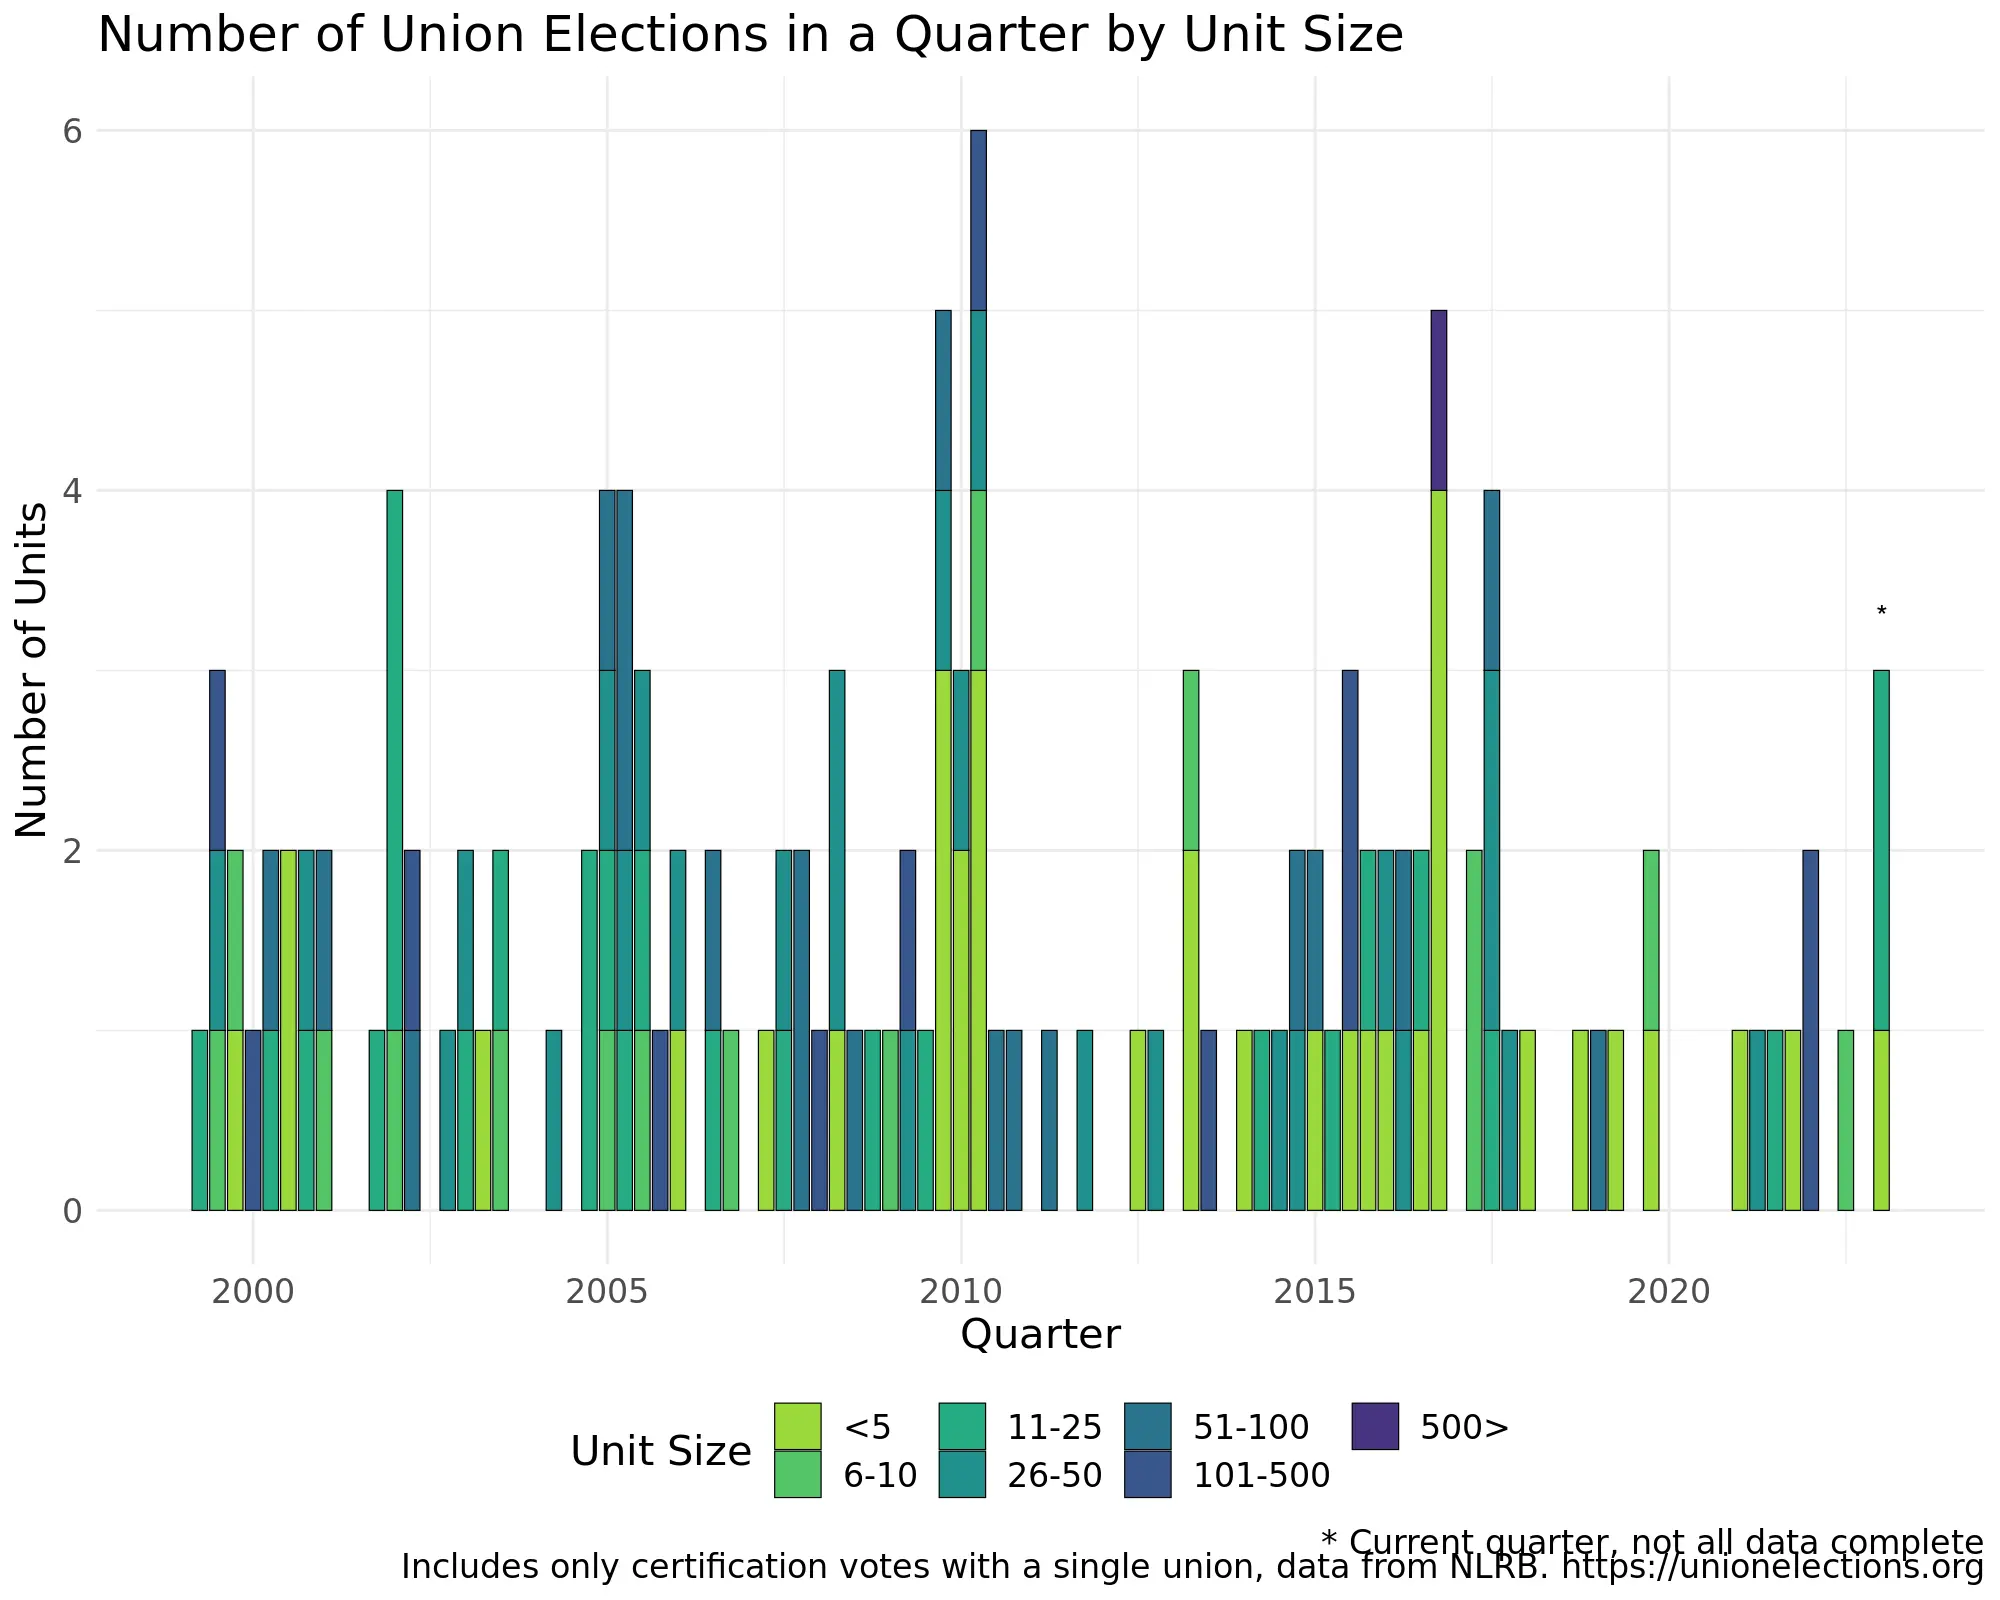 Number of Union Elections in a Quarter by Unit Size
Number of Units
6
4
2
0
*
2000 2005 2010 2015 2020
Quarter
Unit Size
<5 11-25 51-100 500>
6-10 26-50 101-500
* Current quarter, not all data complete
Includes only certification votes with a single union, data from NLRB. https://unionelections.org